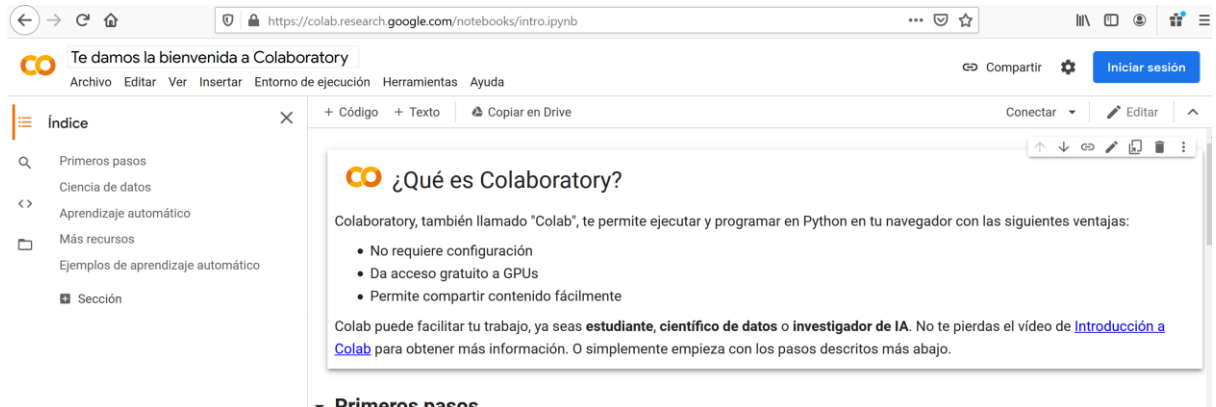 https://colab.research.google.com/notebooks/intro.ipynb
Te damos la bienvenida a Colaboratory
Archivo Editar Ver Insertar Entorno de ejecución Herramientas Ayuda
Compartir
Iniciar sesión
Índice
Primeros pasos
Ciencia de datos
Aprendizaje automático
Más recursos
Ejemplos de aprendizaje automático
Sección
+ Código + Texto Copiar en Drive
Conectar Editar
CO ¿Qué es Colaboratory?
Colaboratory, también llamado "Colab", te permite ejecutar y programar en Python en tu navegador con las siguientes ventajas:
• No requiere configuración
• Da acceso gratuito a GPUs
• Permite compartir contenido fácilmente
Colab puede facilitar tu trabajo, ya seas estudiante, científico de datos o investigador de IA. No te pierdas el vídeo de Introducción a
Colab para obtener más información. O simplemente empieza con los pasos descritos más abajo.
Primeros pasos